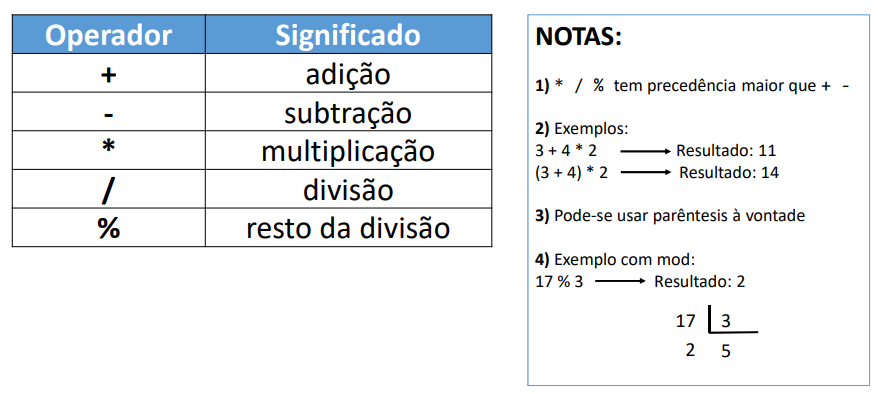 Operador Significado
+ adição
- subtração
* multiplicação
/ divisão
% resto da divisão
NOTAS:
1) * / % tem precedência maior que + -
2) Exemplos:
3 + 4 * 2 Resultado: 11
(3 + 4) * 2 Resultado: 14
3) Pode-se usar parêntesis à vontade
4) Exemplo com mod:
17 % 3 Resultado: 2
17 3
2 5